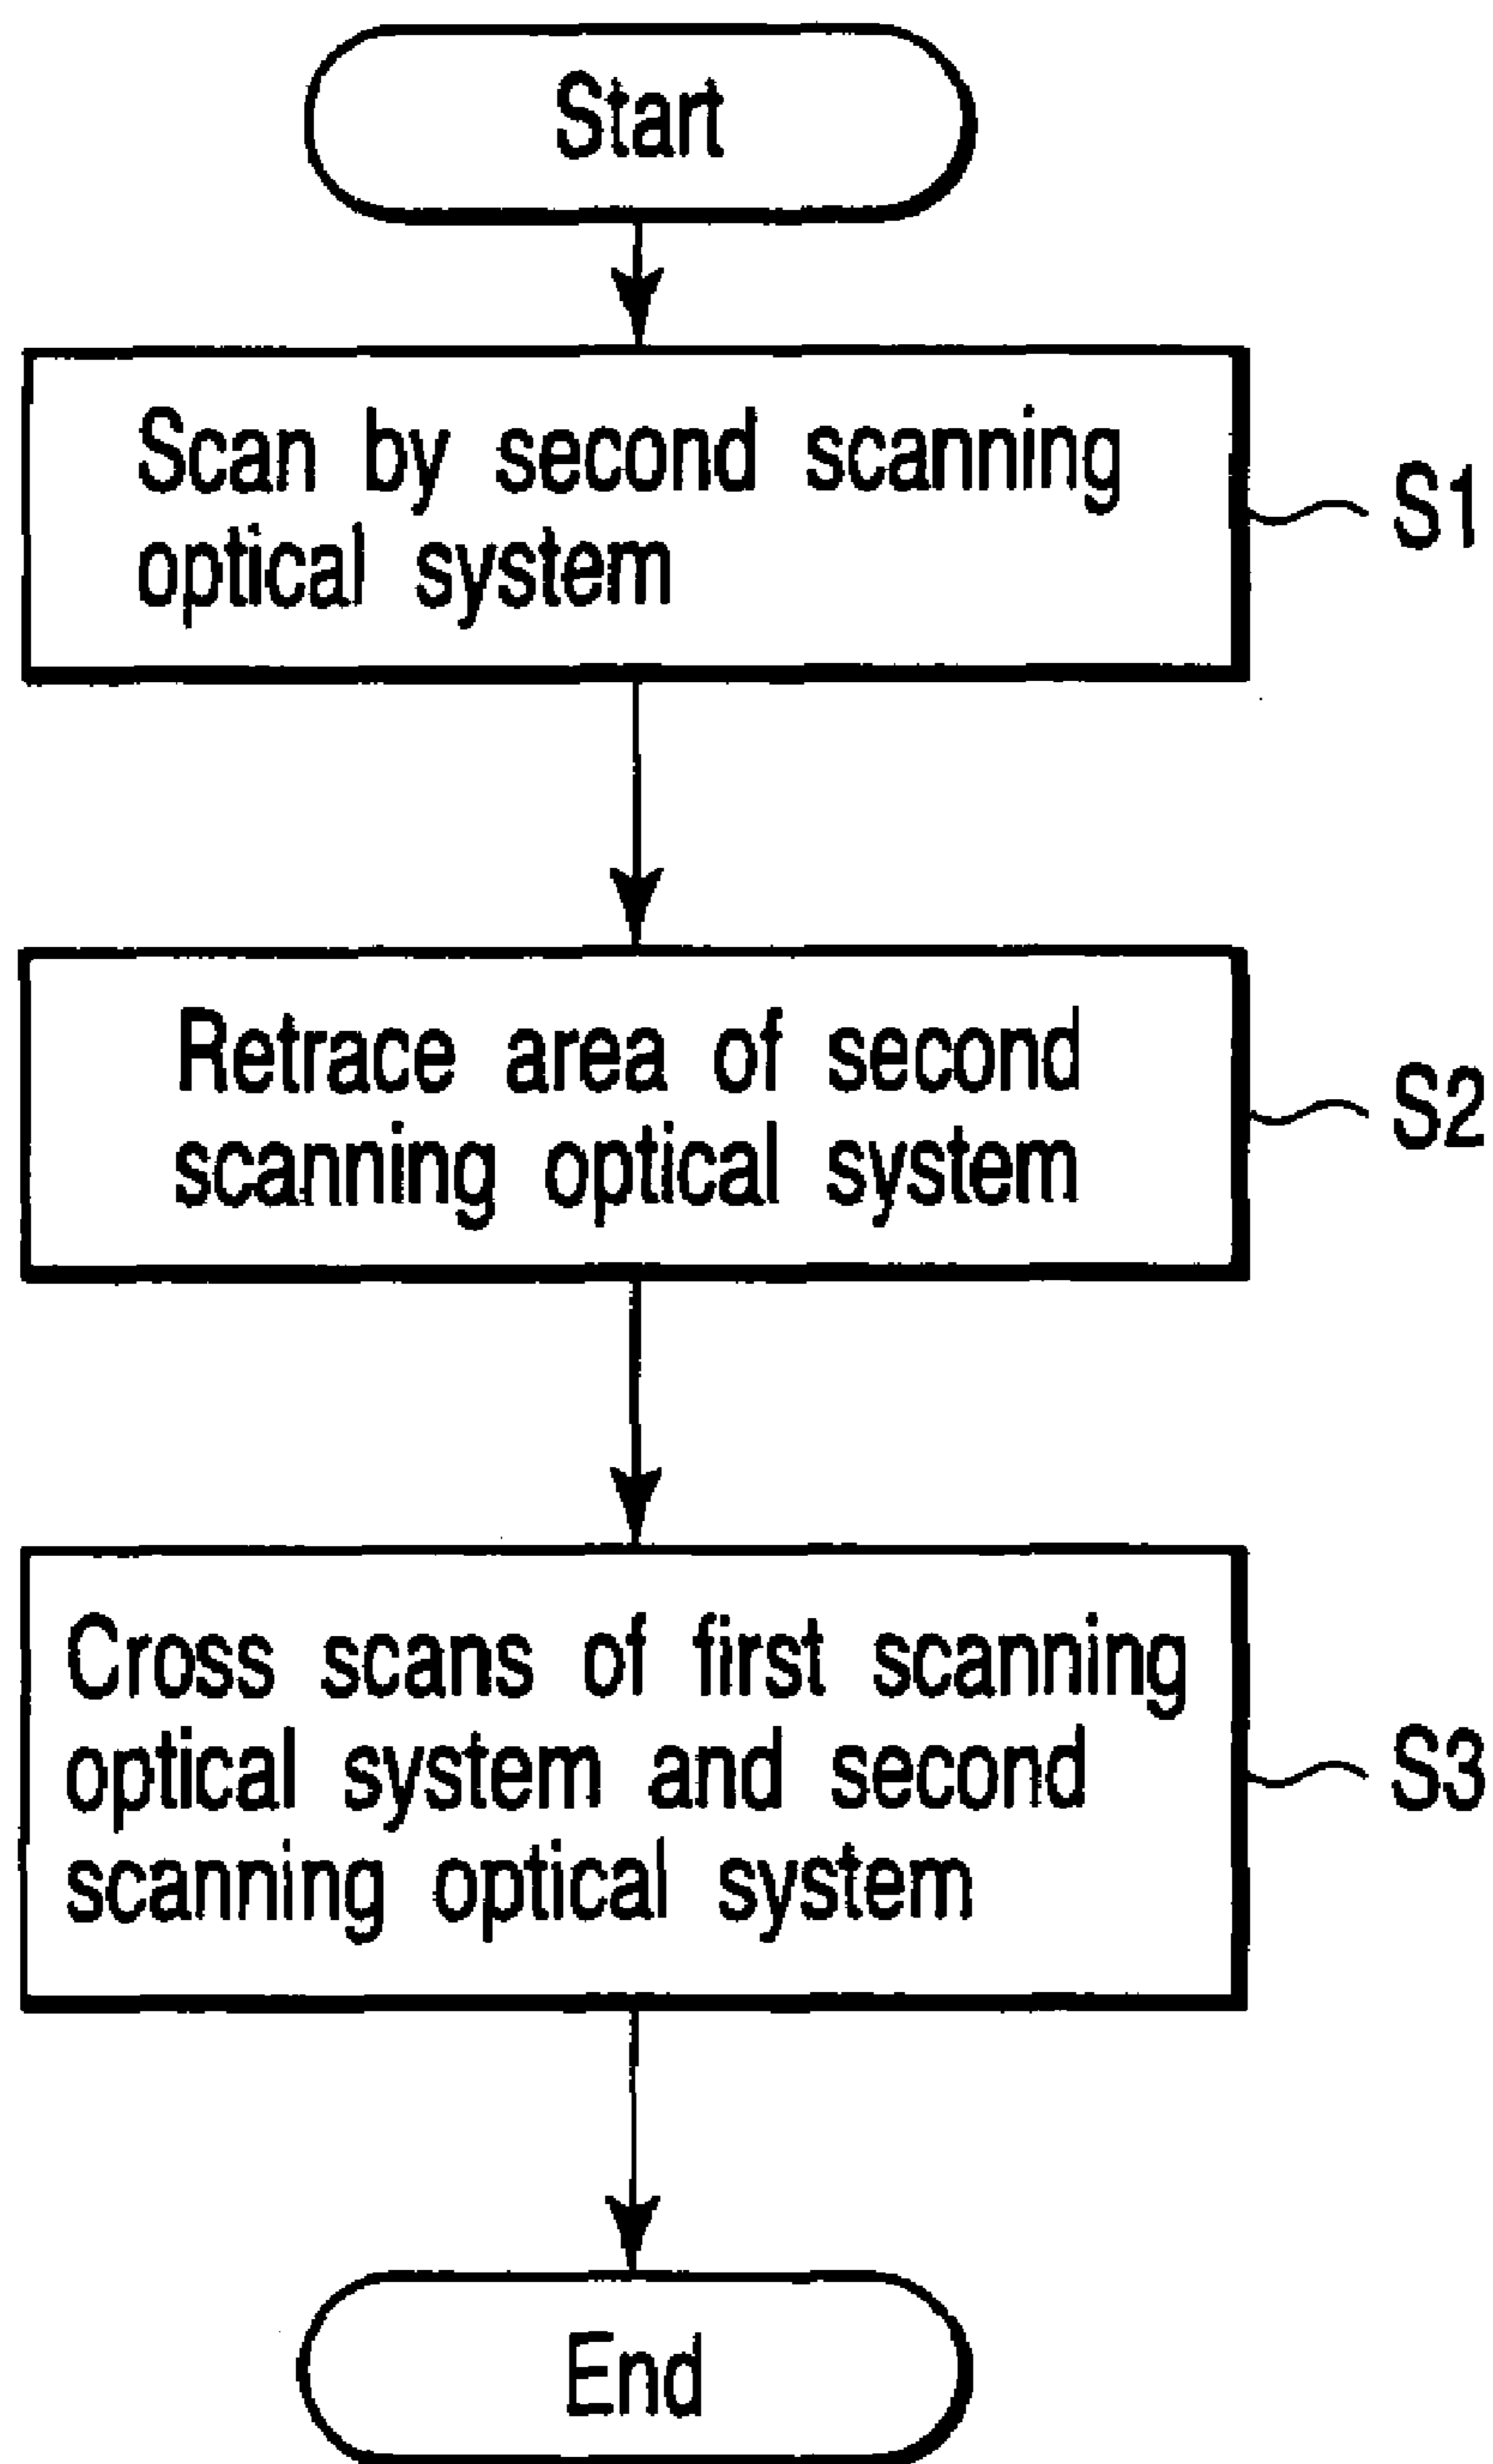 Start
Scan by second scanning
optical system
S1
Retrace area of second
scanning optical system
S2
Cross scans of first scanning
optical system and second
scanning optical system
S3
End